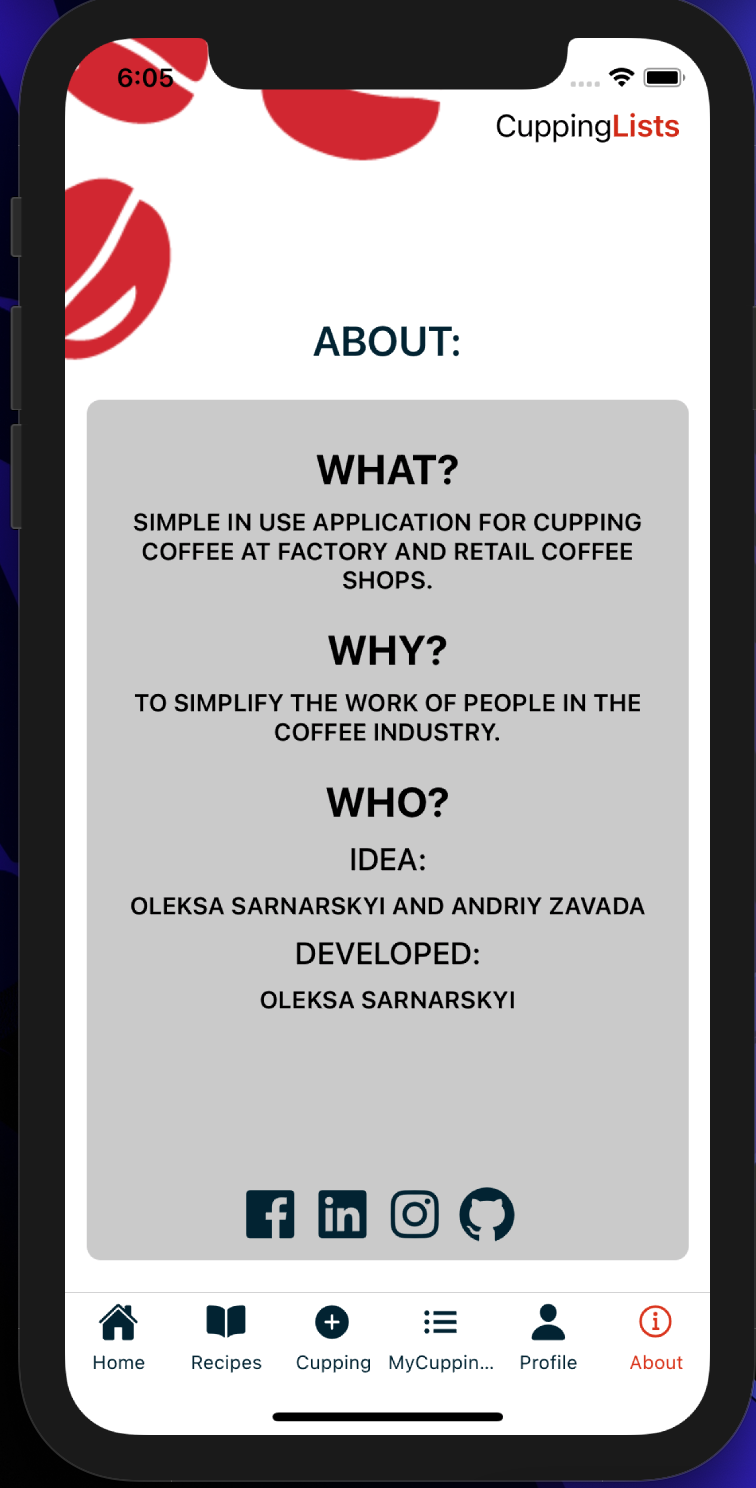 6:05
CuppingLists
ABOUT:
WHAT?
SIMPLE IN USE APPLICATION FOR CUPPING
COFFEE AT FACTORY AND RETAIL COFFEE
SHOPS.
WHY?
TO SIMPLIFY THE WORK OF PEOPLE IN THE
COFFEE INDUSTRY.
WHO?
IDEA:
OLEKSA SARNARSKYI AND ANDRIY ZAVADA
DEVELOPED:
OLEKSA SARNARSKYI
Home Recipes Cupping MyCuppin... Profile About